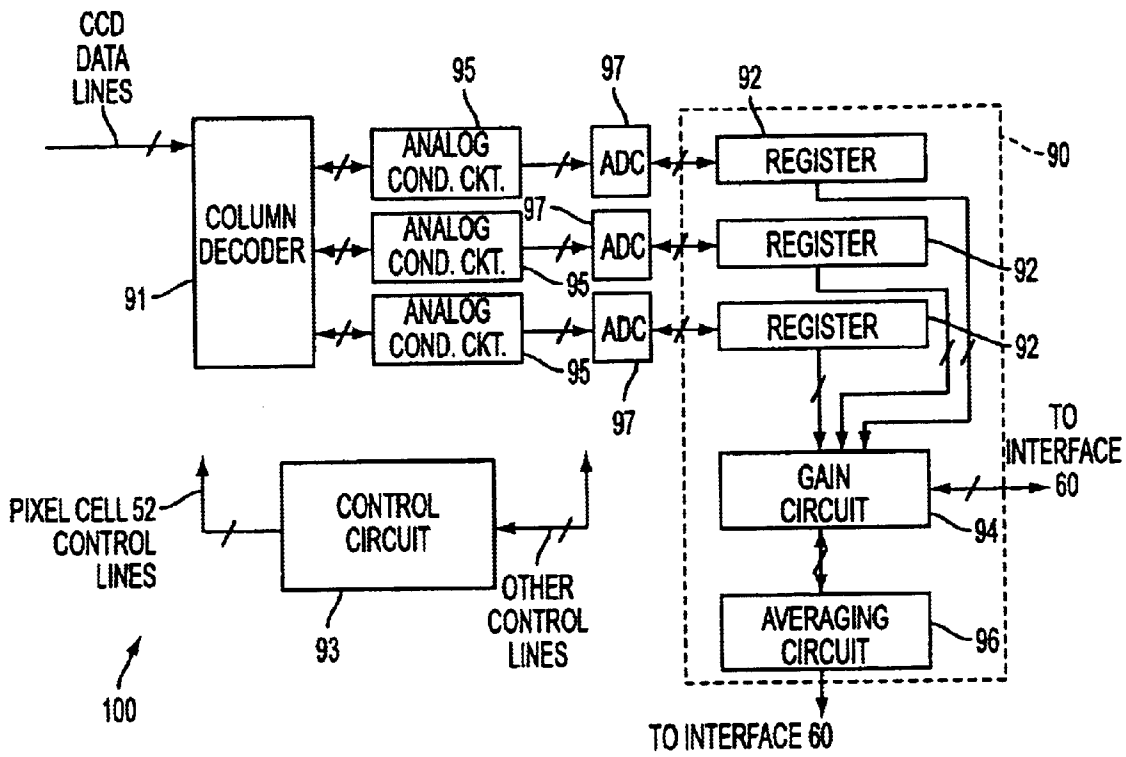 CCD
DATA
LINES
95
97
92
ANALOG
COND. CKT.
ADC
REGISTER
90
COLUMN
DECODER
91
97
ANALOG
COND. CKT.
95
ADC
REGISTER
92
ANALOG
COND. CKT.
95
ADC
97
REGISTER
92
TO
INTERFACE
60
PIXEL CELL 52
CONTROL
LINES
CONTROL
CIRCUIT
93
OTHER
CONTROL
LINES
GAIN
CIRCUIT
94
AVERAGING
CIRCUIT
96
100
TO INTERFACE 60